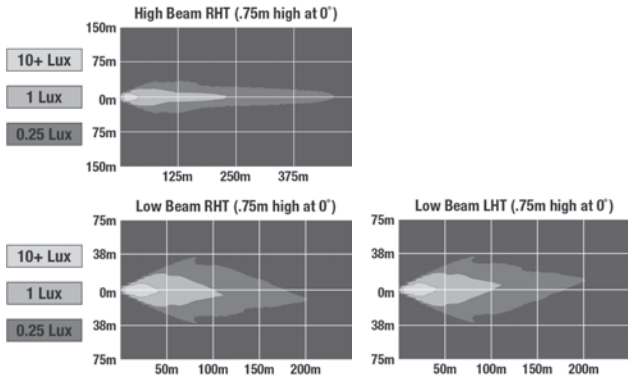 High Beam RHT (.75m high at 0˚)
150m
10+ Lux
75m
1 Lux
0m
0.25 Lux
75m
150m
125m 250m 375m
Low Beam RHT (.75m high at 0˚)
75m
10+ Lux
38m
1 Lux
0m
0.25 Lux
38m
75m
50m 100m 150m 200m
Low Beam LHT (.75m high at 0˚)
75m
38m
0m
38m
75m
50m 100m 150m 200m